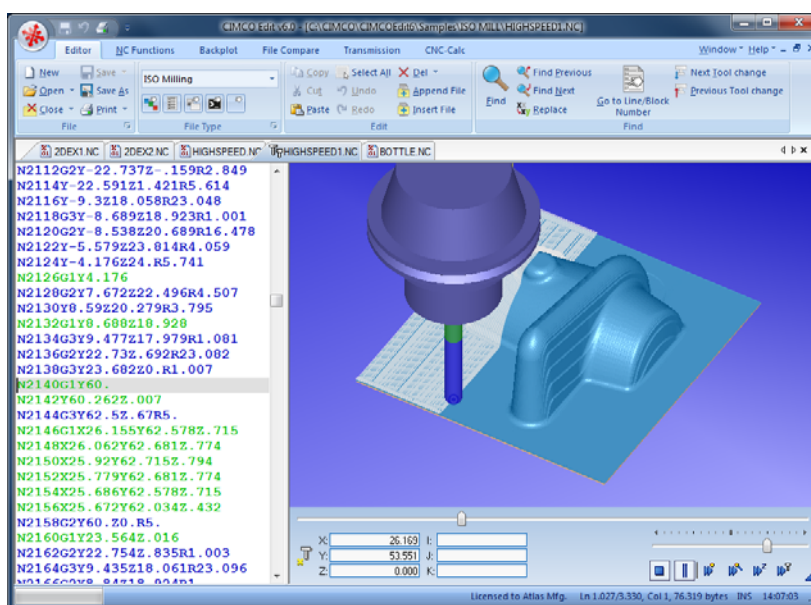 CIMCO Edit v6.0 - [C:\CIMCO\CIMCOEdit6\Samples\ISO MILL\HIGHSPEED1.NC]
Editor NC Functions Backplot File Compare Transmission CNC-Calc Window Help
New Save ISO Milling Copy Select All Del Find Previous Next Tool change
Open Save As Cut Undo Append File Find Next Previous Tool change
Close Print Paste Redo Insert File Find Replace Go to Line/Block Number
File File Type Edit Find
2DEX1.NC 2DEX2.NC HIGHSPEED.NC HIGHSPEED1.NC BOTTLE.NC
N2112G2Y-22.737Z-.159R2.849
N2114Y-22.591Z1.421R5.614
N2116Y-9.3Z18.058R23.048
N2118G3Y-8.689Z18.923R1.001
N2120G2Y-8.538Z20.689R16.478
N2122Y-5.579Z23.814R4.059
N2124Y-4.176Z24.R5.741
N2126G1Y4.176
N2128G2Y7.672Z22.496R4.507
N2130Y8.59Z20.279R3.795
N2132G1Y8.688Z18.928
N2134G3Y9.477Z17.979R1.081
N2136G2Y22.73Z.692R23.082
N2138G3Y23.682Z0.R1.007
N2140G1Y60.
N2142Y60.262Z.007
N2144G3Y62.5Z.67R5.
N2146G1X26.155Y62.578Z.715
N2148X26.062Y62.681Z.774
N2150X25.92Y62.715Z.794
N2152X25.779Y62.681Z.774
N2154X25.686Y62.578Z.715
N2156X25.672Y62.034Z.432
N2158G2Y60.Z0.R5.
N2160G1Y23.564Z.016
N2162G2Y22.754Z.835R1.003
N2164G3Y9.435Z18.061R23.096
N2166G2Y8.84Z18.924R1
X: 26.169 I:
Y: 53.551 J:
Z: 0.000 K:
Licensed to Atlas Mfg. Ln 1.027/3.330, Col 1, 76.319 bytes INS 14:07:03